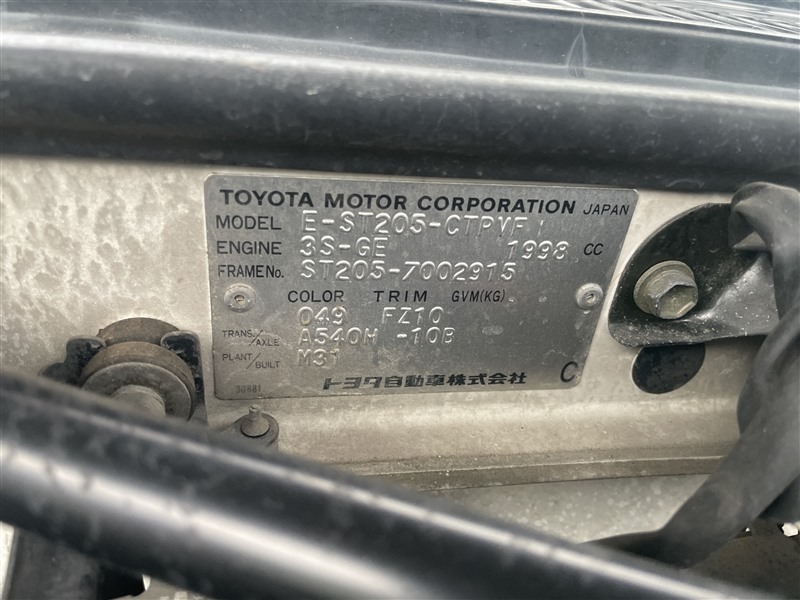 TOYOTA MOTOR CORPORATION JAPAN
MODEL E-ST205-CTPVF
ENGINE 3S-GE 1998 CC
FRAME No. ST205-7002915
COLOR TRIM GVM(KG)
049 FZ10
TRANS./AXLE A540H -10B
PLANT/BUILT M31
トヨタ自動車株式会社 C
30881